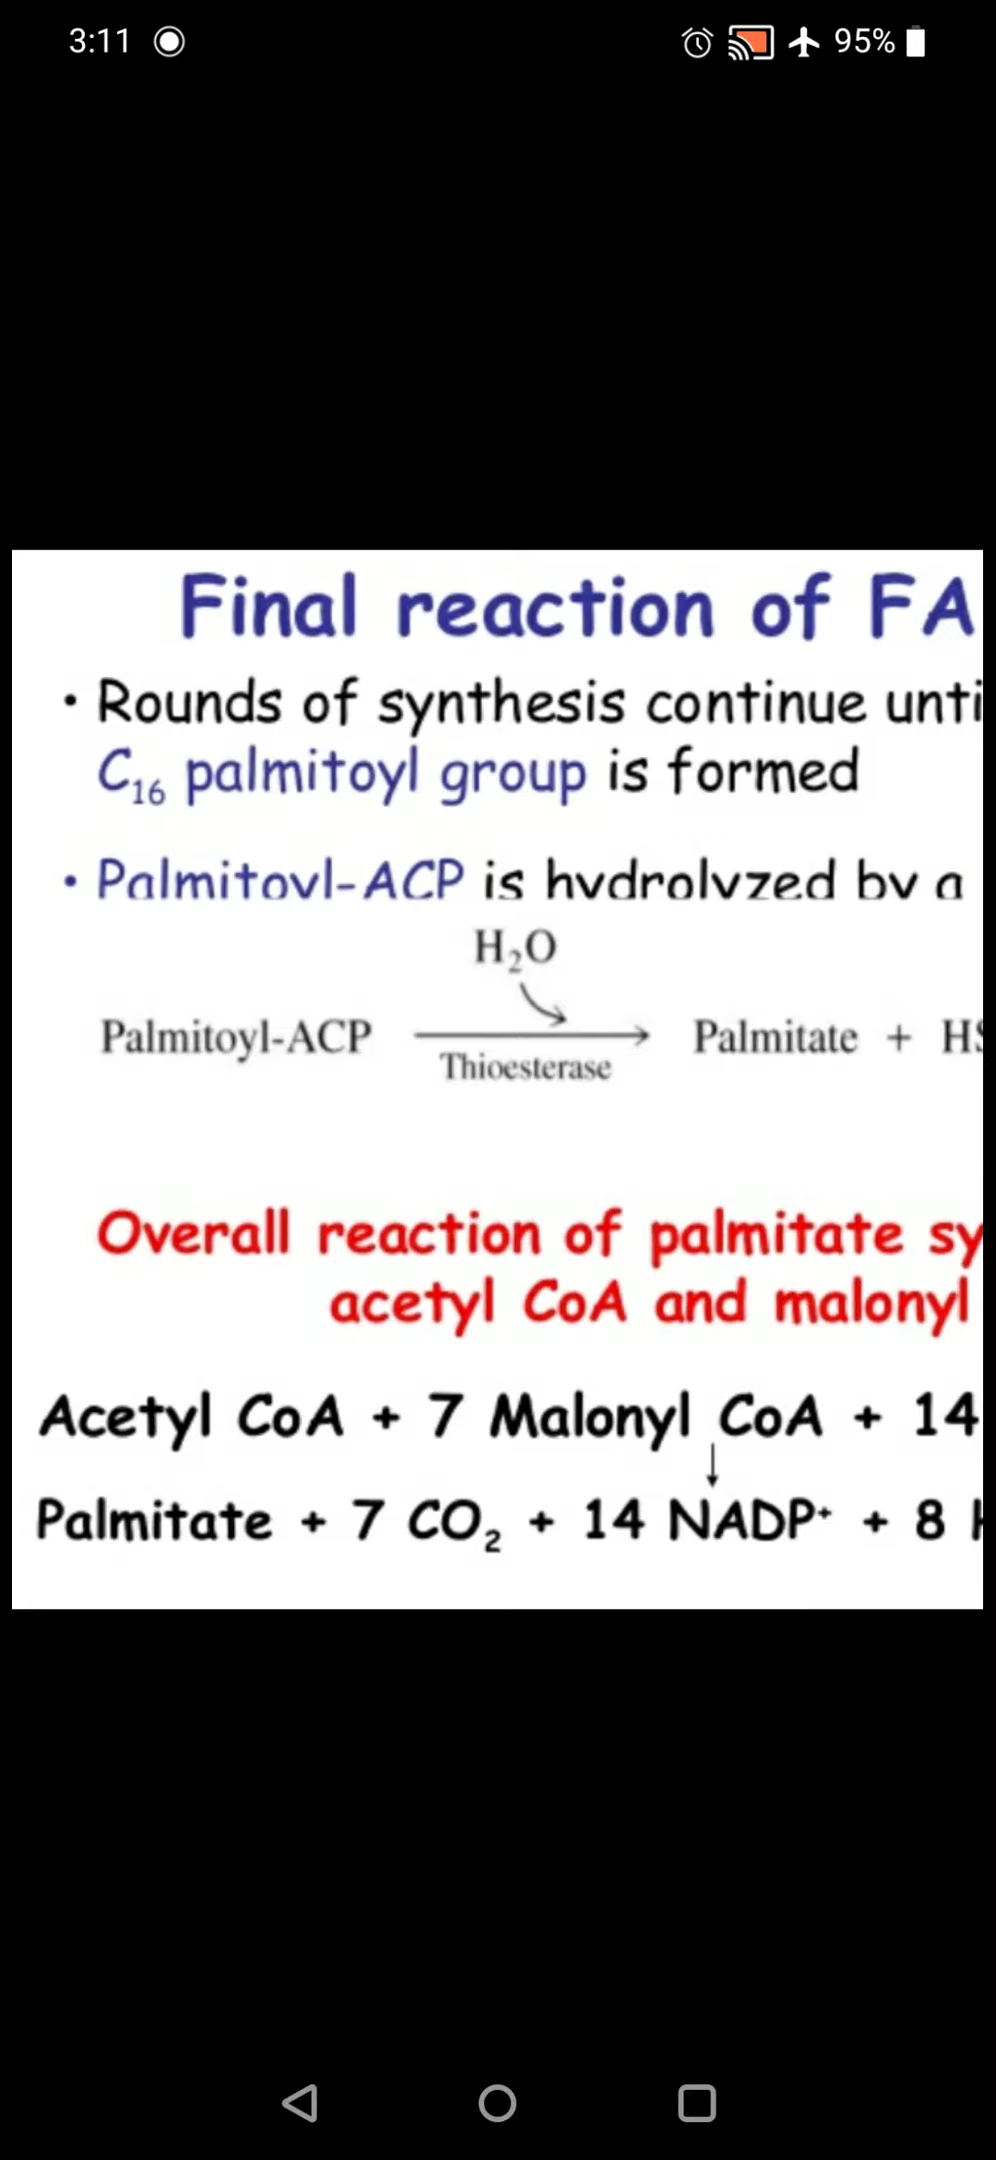 3:11
95%
Final reaction of FA
• Rounds of synthesis continue unti
C₁₆ palmitoyl group is formed
• Palmitoyl-ACP is hydrolyzed by a
H₂O
Palmitoyl-ACP → Palmitate + HS
Thioesterase
Overall reaction of palmitate sy
acetyl CoA and malonyl
Acetyl CoA + 7 Malonyl CoA + 14
↓
Palmitate + 7 CO₂ + 14 NADP⁺ + 8